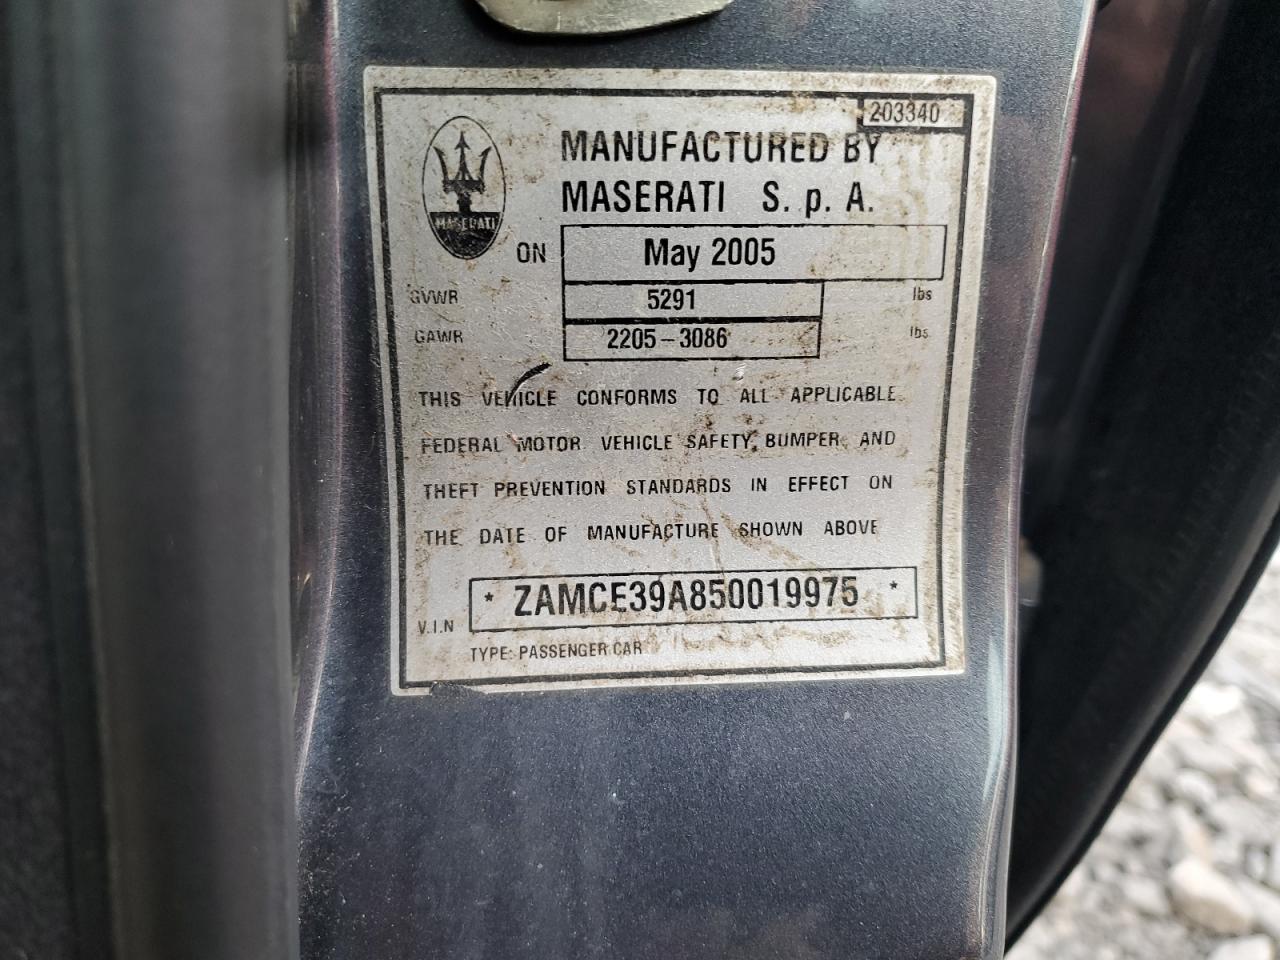 203340
MANUFACTURED BY
MASERATI S. p. A.
MASERATI
ON May 2005
GVWR 5291 lbs
GAWR 2205-3086 lbs
THIS VEHICLE CONFORMS TO ALL APPLICABLE
FEDERAL MOTOR VEHICLE SAFETY, BUMPER, AND
THEFT PREVENTION STANDARDS IN EFFECT ON
THE DATE OF MANUFACTURE SHOWN ABOVE
V.I.N * ZAMCE39A850019975 *
TYPE: PASSENGER CAR